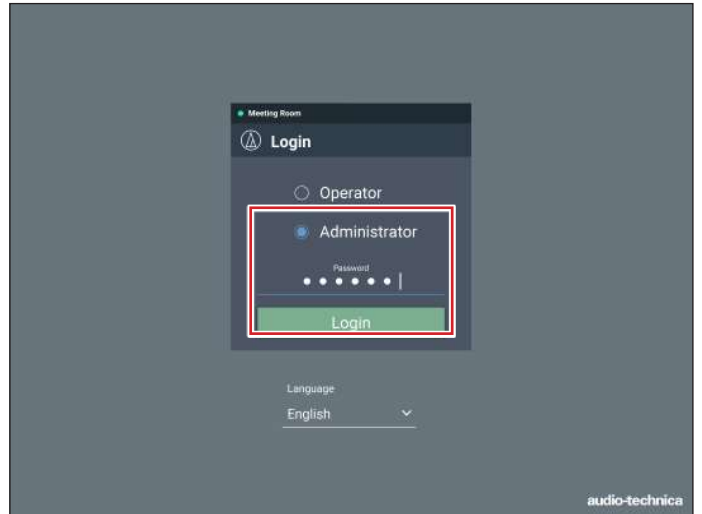 Meeting Room
Login
Operator
Administrator
Password
Login
Language
English
audio-technica